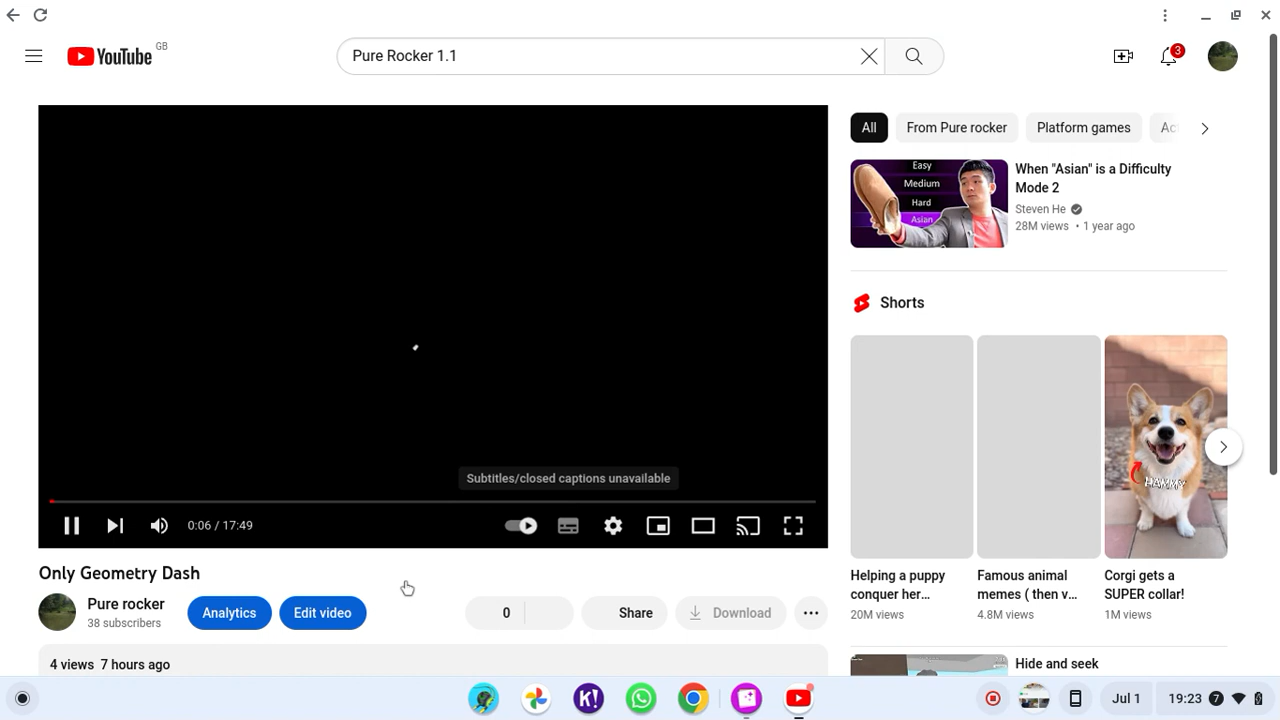 YouTube GB
Pure Rocker 1.1
3
All
From Pure rocker
Platform games
Easy
Medium
Hard
Asian
When "Asian" is a Difficulty
Mode 2
Steven He
28M views • 1 year ago
Shorts
HAMMY
Helping a puppy
conquer her...
20M views
Famous animal
memes ( then v...
4.8M views
Corgi gets a
SUPER collar!
1M views
Hide and seek
Subtitles/closed captions unavailable
0:06 / 17:49
Only Geometry Dash
Pure rocker
38 subscribers
Analytics
Edit video
0
Share
Download
4 views 7 hours ago
K!
Jul 1
19:23
7